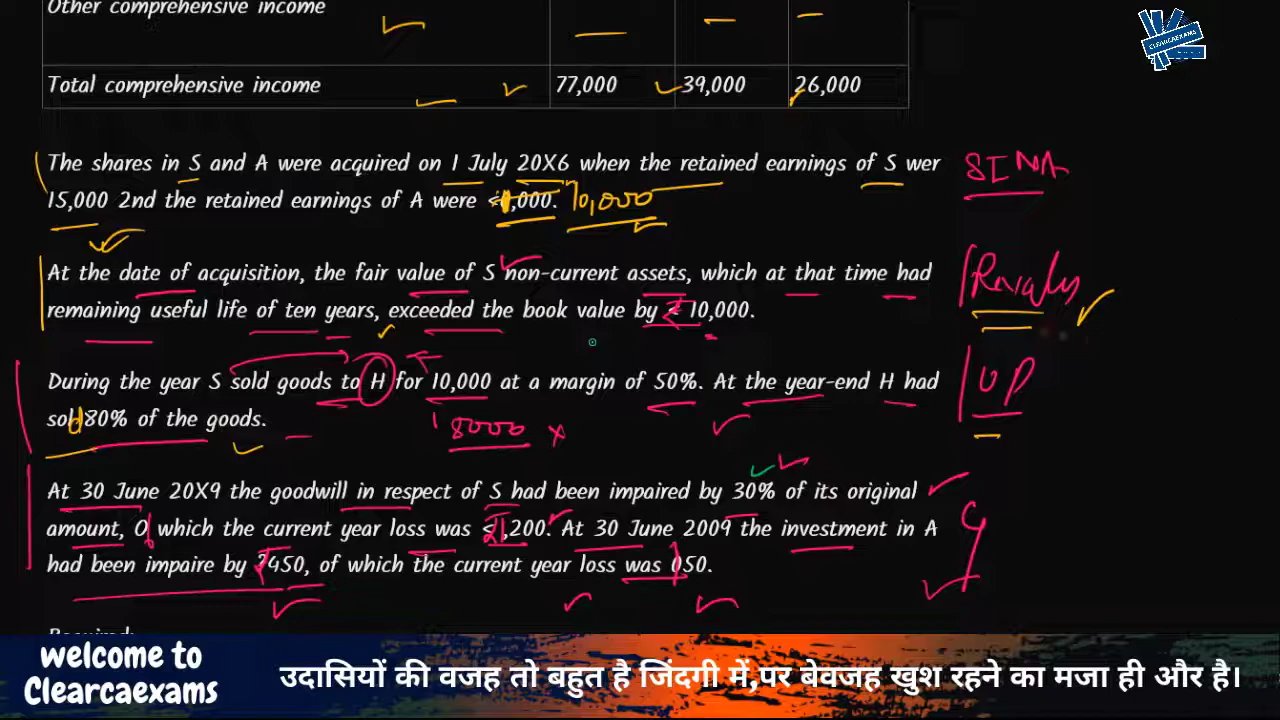 Other comprehensive income
CLEARCAEXAMS
Total comprehensive income 77,000 39,000 26,000
The shares in S and A were acquired on 1 July 20X6 when the retained earnings of S wer
15,000 2nd the retained earnings of A were ,000. 10,000
At the date of acquisition, the fair value of S non-current assets, which at that time had
remaining useful life of ten years, exceeded the book value by ₹ 10,000.
During the year S sold goods to H for 10,000 at a margin of 50%. At the year-end H had UP
sold 80% of the goods.
8000 x
At 30 June 20X9 the goodwill in respect of S had been impaired by 30% of its original
amount, O which the current year loss was ₹1,200. At 30 June 2009 the investment in A
had been impaire by ₹450, of which the current year loss was 150.
Required:
welcome to
Clearcaexams
उदासियों की वजह तो बहुत है जिंदगी में,पर बेवजह खुश रहने का मजा ही और है।